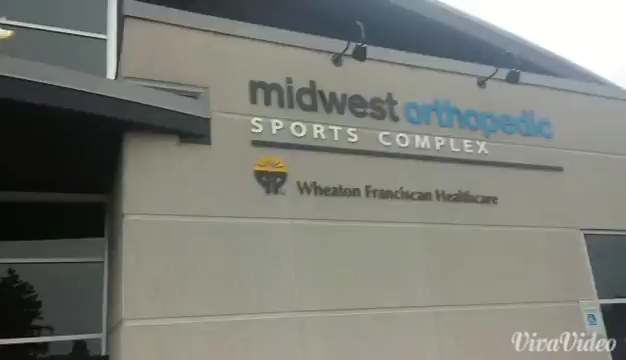 midwest orthopedic
SPORTS COMPLEX
Wheaton Franciscan Healthcare
VivaVideo